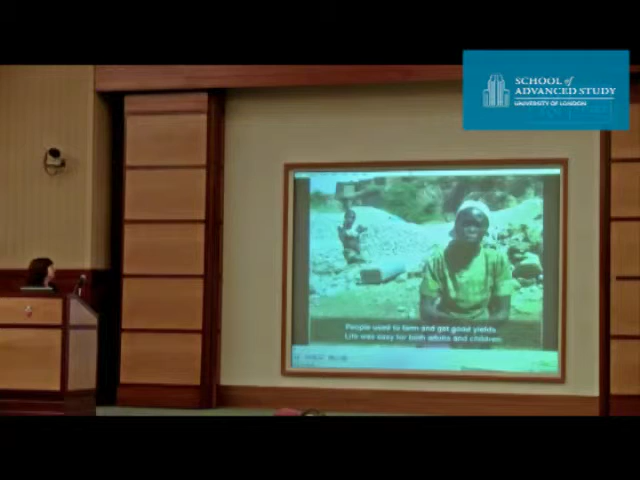 SCHOOL of
ADVANCED STUDY
UNIVERSITY OF LONDON
People used to farm and get good yields
Life was easy for both adults and children